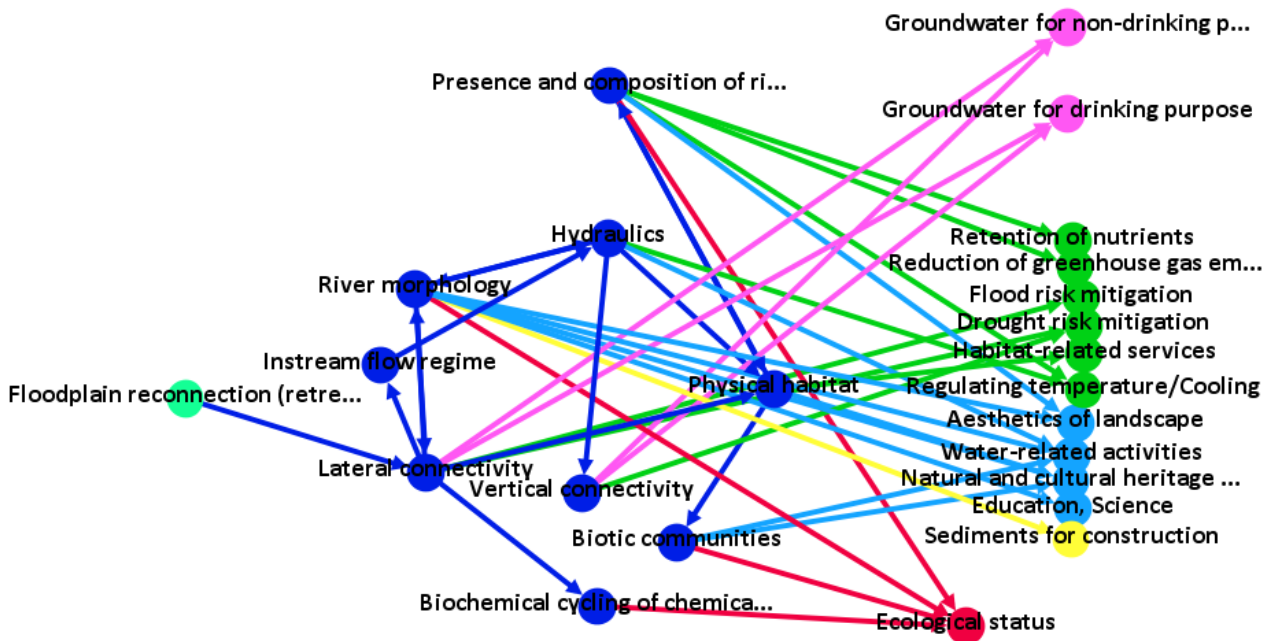 Groundwater for non-drinking p...
Presence and composition of ri...
Groundwater for drinking purpose
Hydraulics
Retention of nutrients
Reduction of greenhouse gas em...
River morphology
Flood risk mitigation
Drought risk mitigation
Instream flow regime
Habitat-related services
Floodplain reconnection (retre...
Physical habitat
Regulating temperature/Cooling
Aesthetics of landscape
Lateral connectivity
Water-related activities
Vertical connectivity
Natural and cultural heritage ...
Education, Science
Biotic communities
Sediments for construction
Biochemical cycling of chemica...
Ecological status